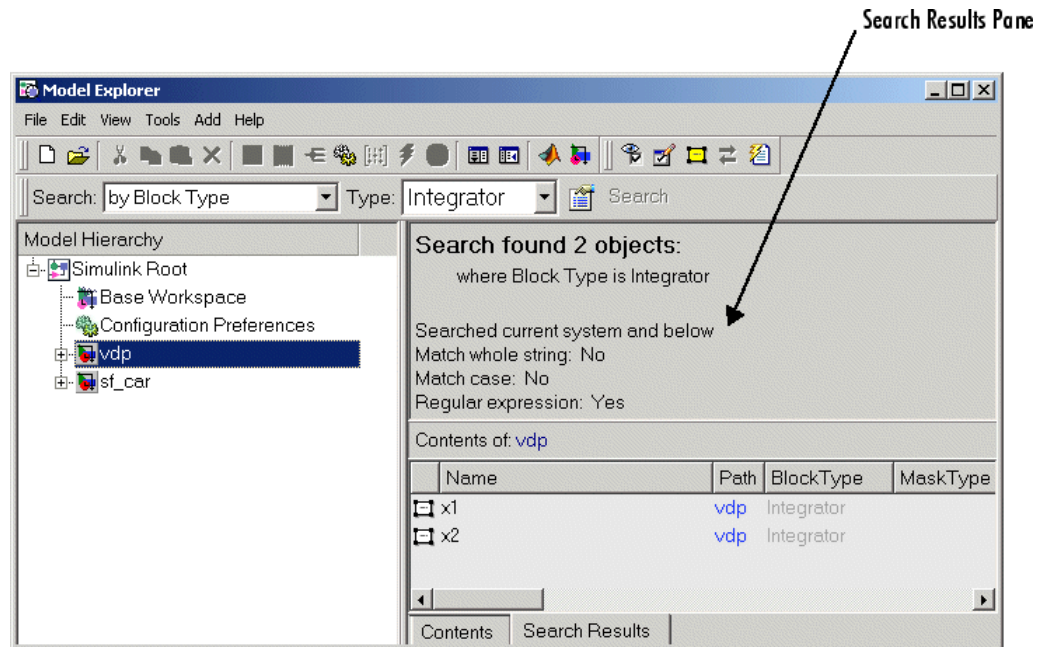 Search Results Pane
Model Explorer
File Edit View Tools Add Help
Search: by Block Type Type: Integrator Search
Model Hierarchy
Simulink Root
Base Workspace
Configuration Preferences
vdp
sf_car
Search found 2 objects:
where Block Type is Integrator
Searched current system and below
Match whole string: No
Match case: No
Regular expression: Yes
Contents of: vdp
Name Path BlockType MaskType
x1 vdp Integrator
x2 vdp Integrator
Contents Search Results